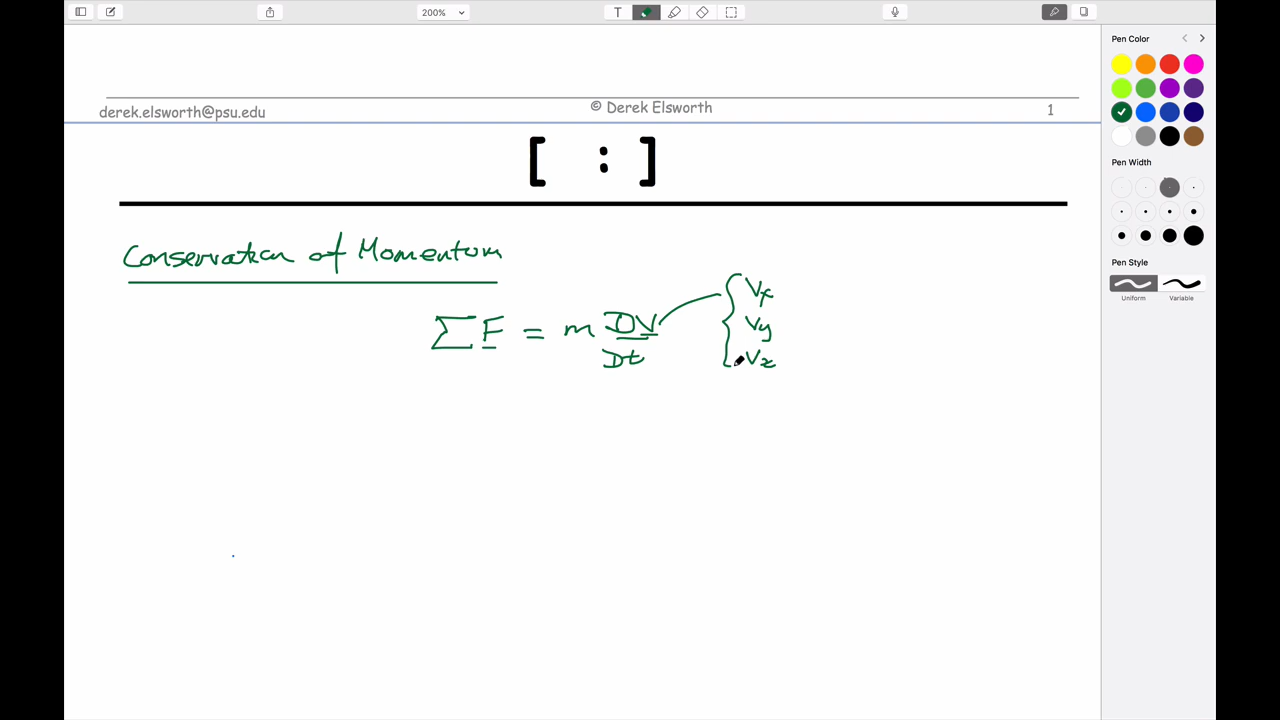 200%
T
Pen Color
derek.elsworth@psu.edu
© Derek Elsworth
1
[ : ]
Pen Width
Conservation of Momentum
Pen Style
Uniform
Variable
∑ F = m DV/Dt { Vx
Vy
Vz